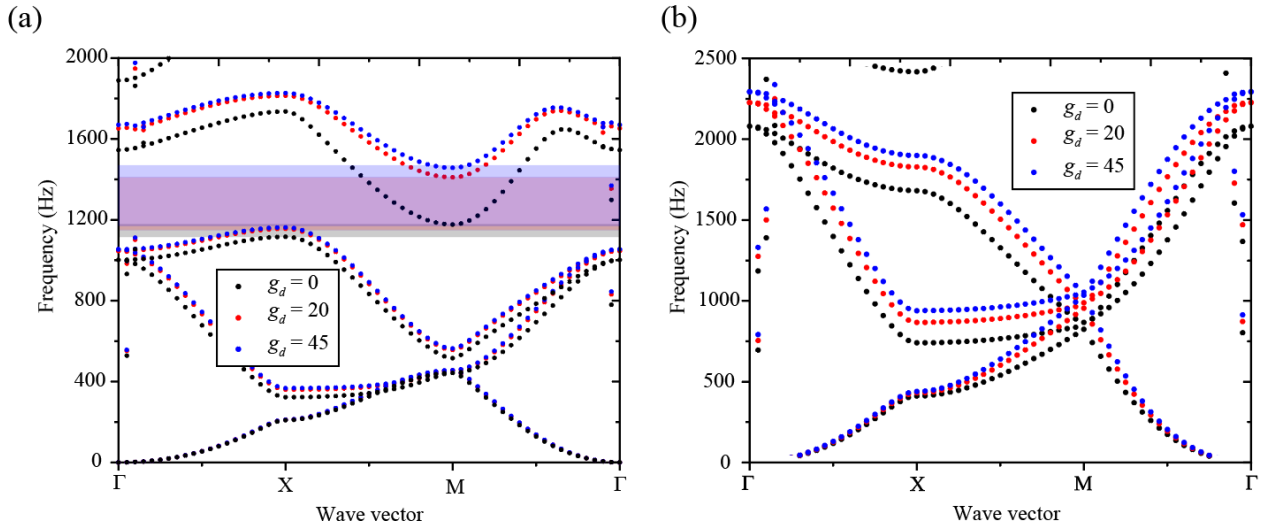 (a)
2000
1600
1200
800
400
0
Frequency (Hz)
g_d = 0
g_d = 20
g_d = 45
Γ X M Γ
Wave vector
(b)
2500
2000
1500
1000
500
0
Frequency (Hz)
g_d = 0
g_d = 20
g_d = 45
Γ X M Γ
Wave vector